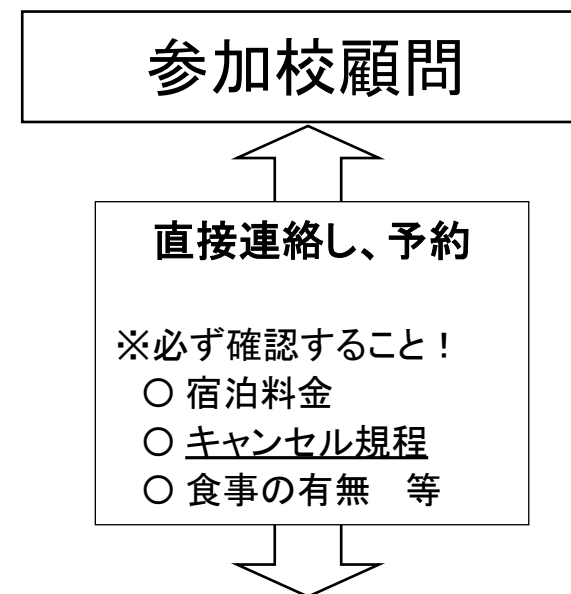 参加校顧問
直接連絡し、予約
※必ず確認すること！
○ 宿泊料金
○ キャンセル規程
○ 食事の有無　等